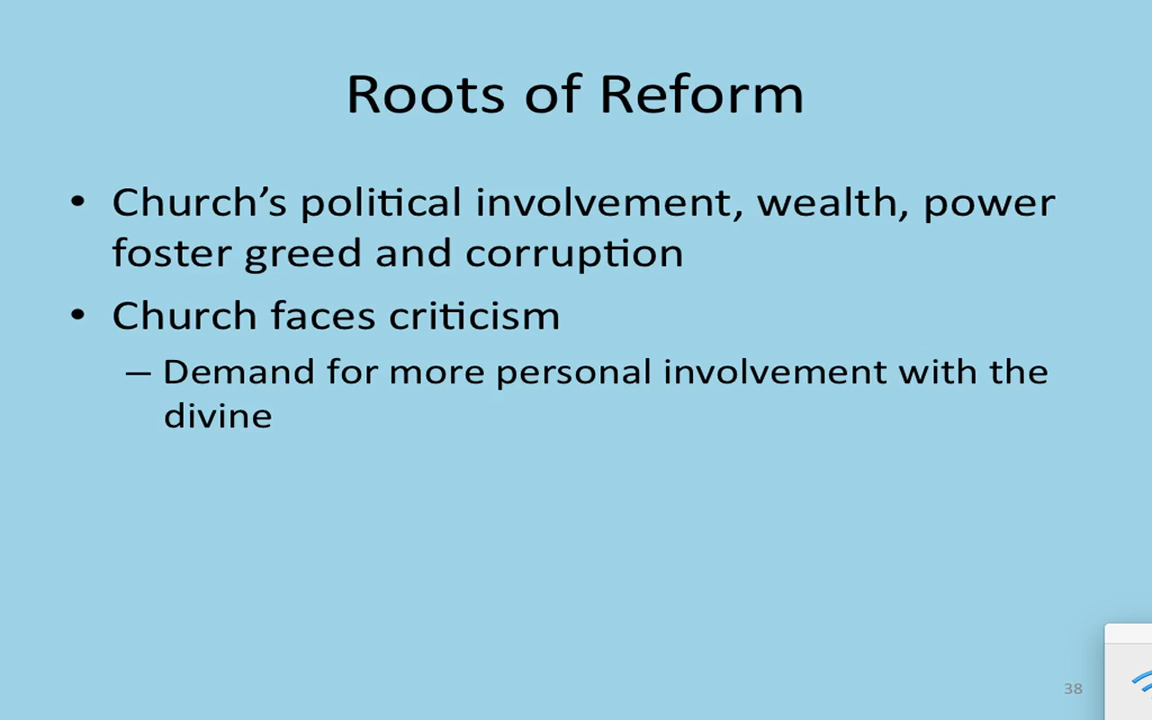 Roots of Reform
• Church’s political involvement, wealth, power
foster greed and corruption
• Church faces criticism
– Demand for more personal involvement with the
divine
38